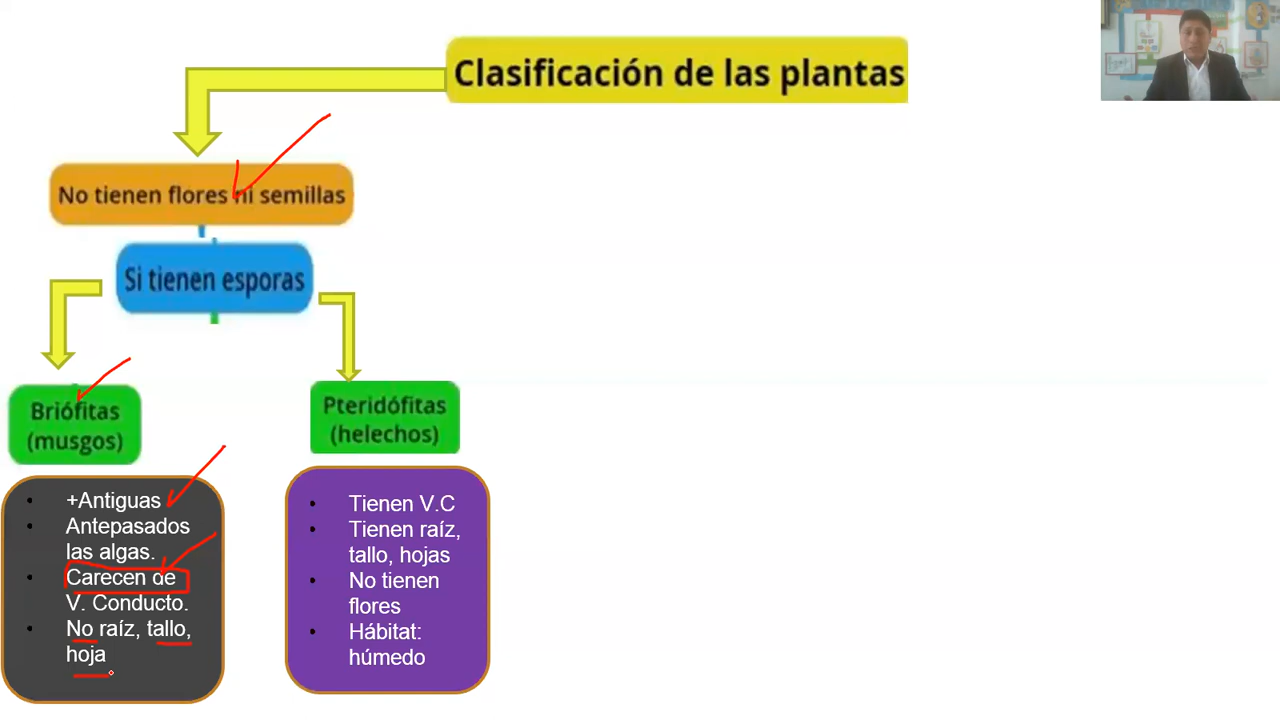 Clasificación de las plantas
No tienen flores ni semillas
Si tienen esporas
Briófitas
(musgos)
+Antiguas
Antepasados
las algas.
Carecen de
V. Conducto.
No raíz, tallo,
hoja
Pteridófitas
(helechos)
Tienen V.C
Tienen raíz,
tallo, hojas
No tienen
flores
Hábitat:
húmedo